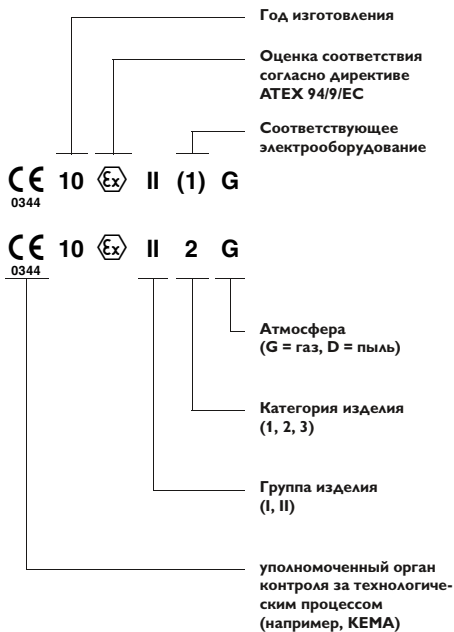 Год изготовления
Оценка соответствия
согласно директиве
ATEX 94/9/EC
Соответствующее
электрооборудование
CE 10 Ex II (1) G
0344
CE 10 Ex II 2 G
0344
Атмосфера
(G = газ, D = пыль)
Категория изделия
(1, 2, 3)
Группа изделия
(I, II)
уполномоченный орган
контроля за технологиче-
ским процессом
(например, KEMA)